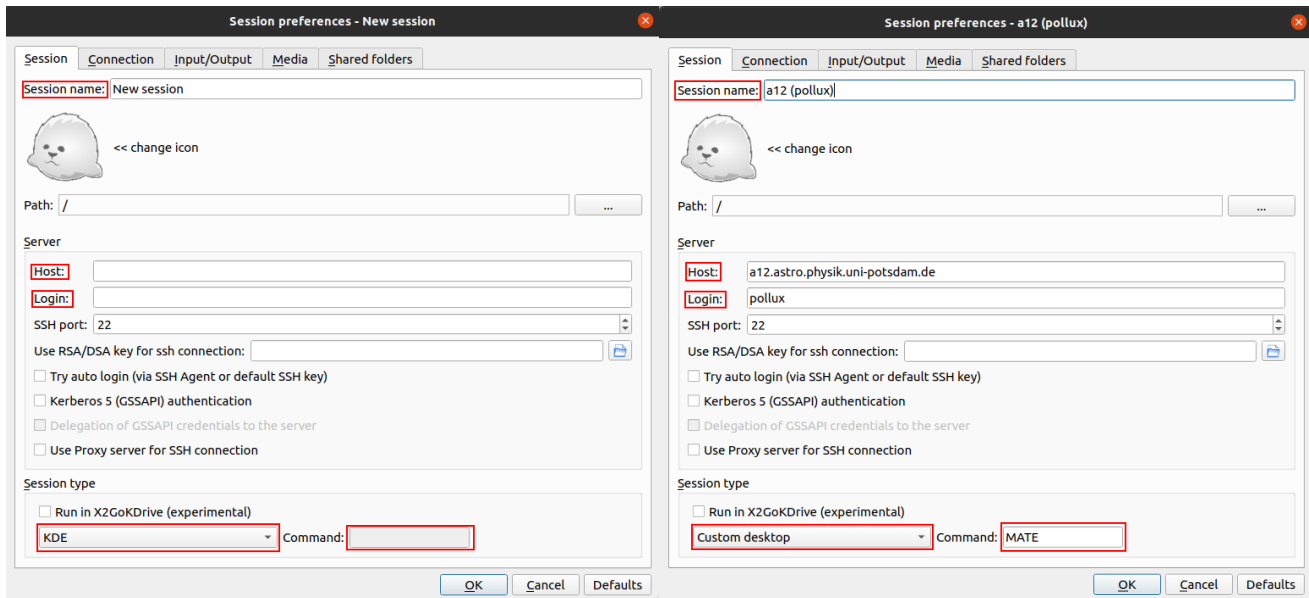 Session preferences - New session
Session Connection Input/Output Media Shared folders
Session name: New session
<< change icon
Path: / ...
Server
Host:
Login:
SSH port: 22
Use RSA/DSA key for ssh connection:
Try auto login (via SSH Agent or default SSH key)
Kerberos 5 (GSSAPI) authentication
Delegation of GSSAPI credentials to the server
Use Proxy server for SSH connection
Session type
Run in X2GoKDrive (experimental)
KDE Command:
OK Cancel Defaults
Session preferences - a12 (pollux)
Session Connection Input/Output Media Shared folders
Session name: a12 (pollux)
<< change icon
Path: / ...
Server
Host: a12.astro.physik.uni-potsdam.de
Login: pollux
SSH port: 22
Use RSA/DSA key for ssh connection:
Try auto login (via SSH Agent or default SSH key)
Kerberos 5 (GSSAPI) authentication
Delegation of GSSAPI credentials to the server
Use Proxy server for SSH connection
Session type
Run in X2GoKDrive (experimental)
Custom desktop Command: MATE
OK Cancel Defaults